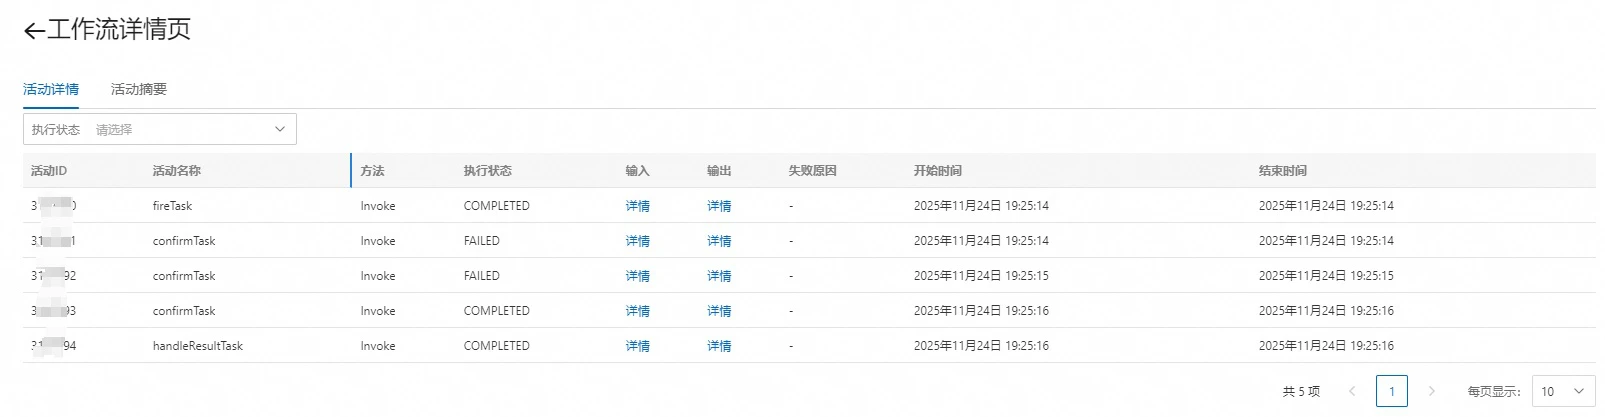 工作流详情页
活动详情 活动摘要
执行状态 请选择
活动ID 活动名称 方法 执行状态 输入 输出 失败原因 开始时间 结束时间
fireTask Invoke COMPLETED 详情 详情 - 2025年11月24日 19:25:14 2025年11月24日 19:25:14
confirmTask Invoke FAILED 详情 详情 - 2025年11月24日 19:25:14 2025年11月24日 19:25:14
confirmTask Invoke FAILED 详情 详情 - 2025年11月24日 19:25:15 2025年11月24日 19:25:15
confirmTask Invoke COMPLETED 详情 详情 - 2025年11月24日 19:25:16 2025年11月24日 19:25:16
handleResultTask Invoke COMPLETED 详情 详情 - 2025年11月24日 19:25:16 2025年11月24日 19:25:16
共 5 项 1 每页显示: 10